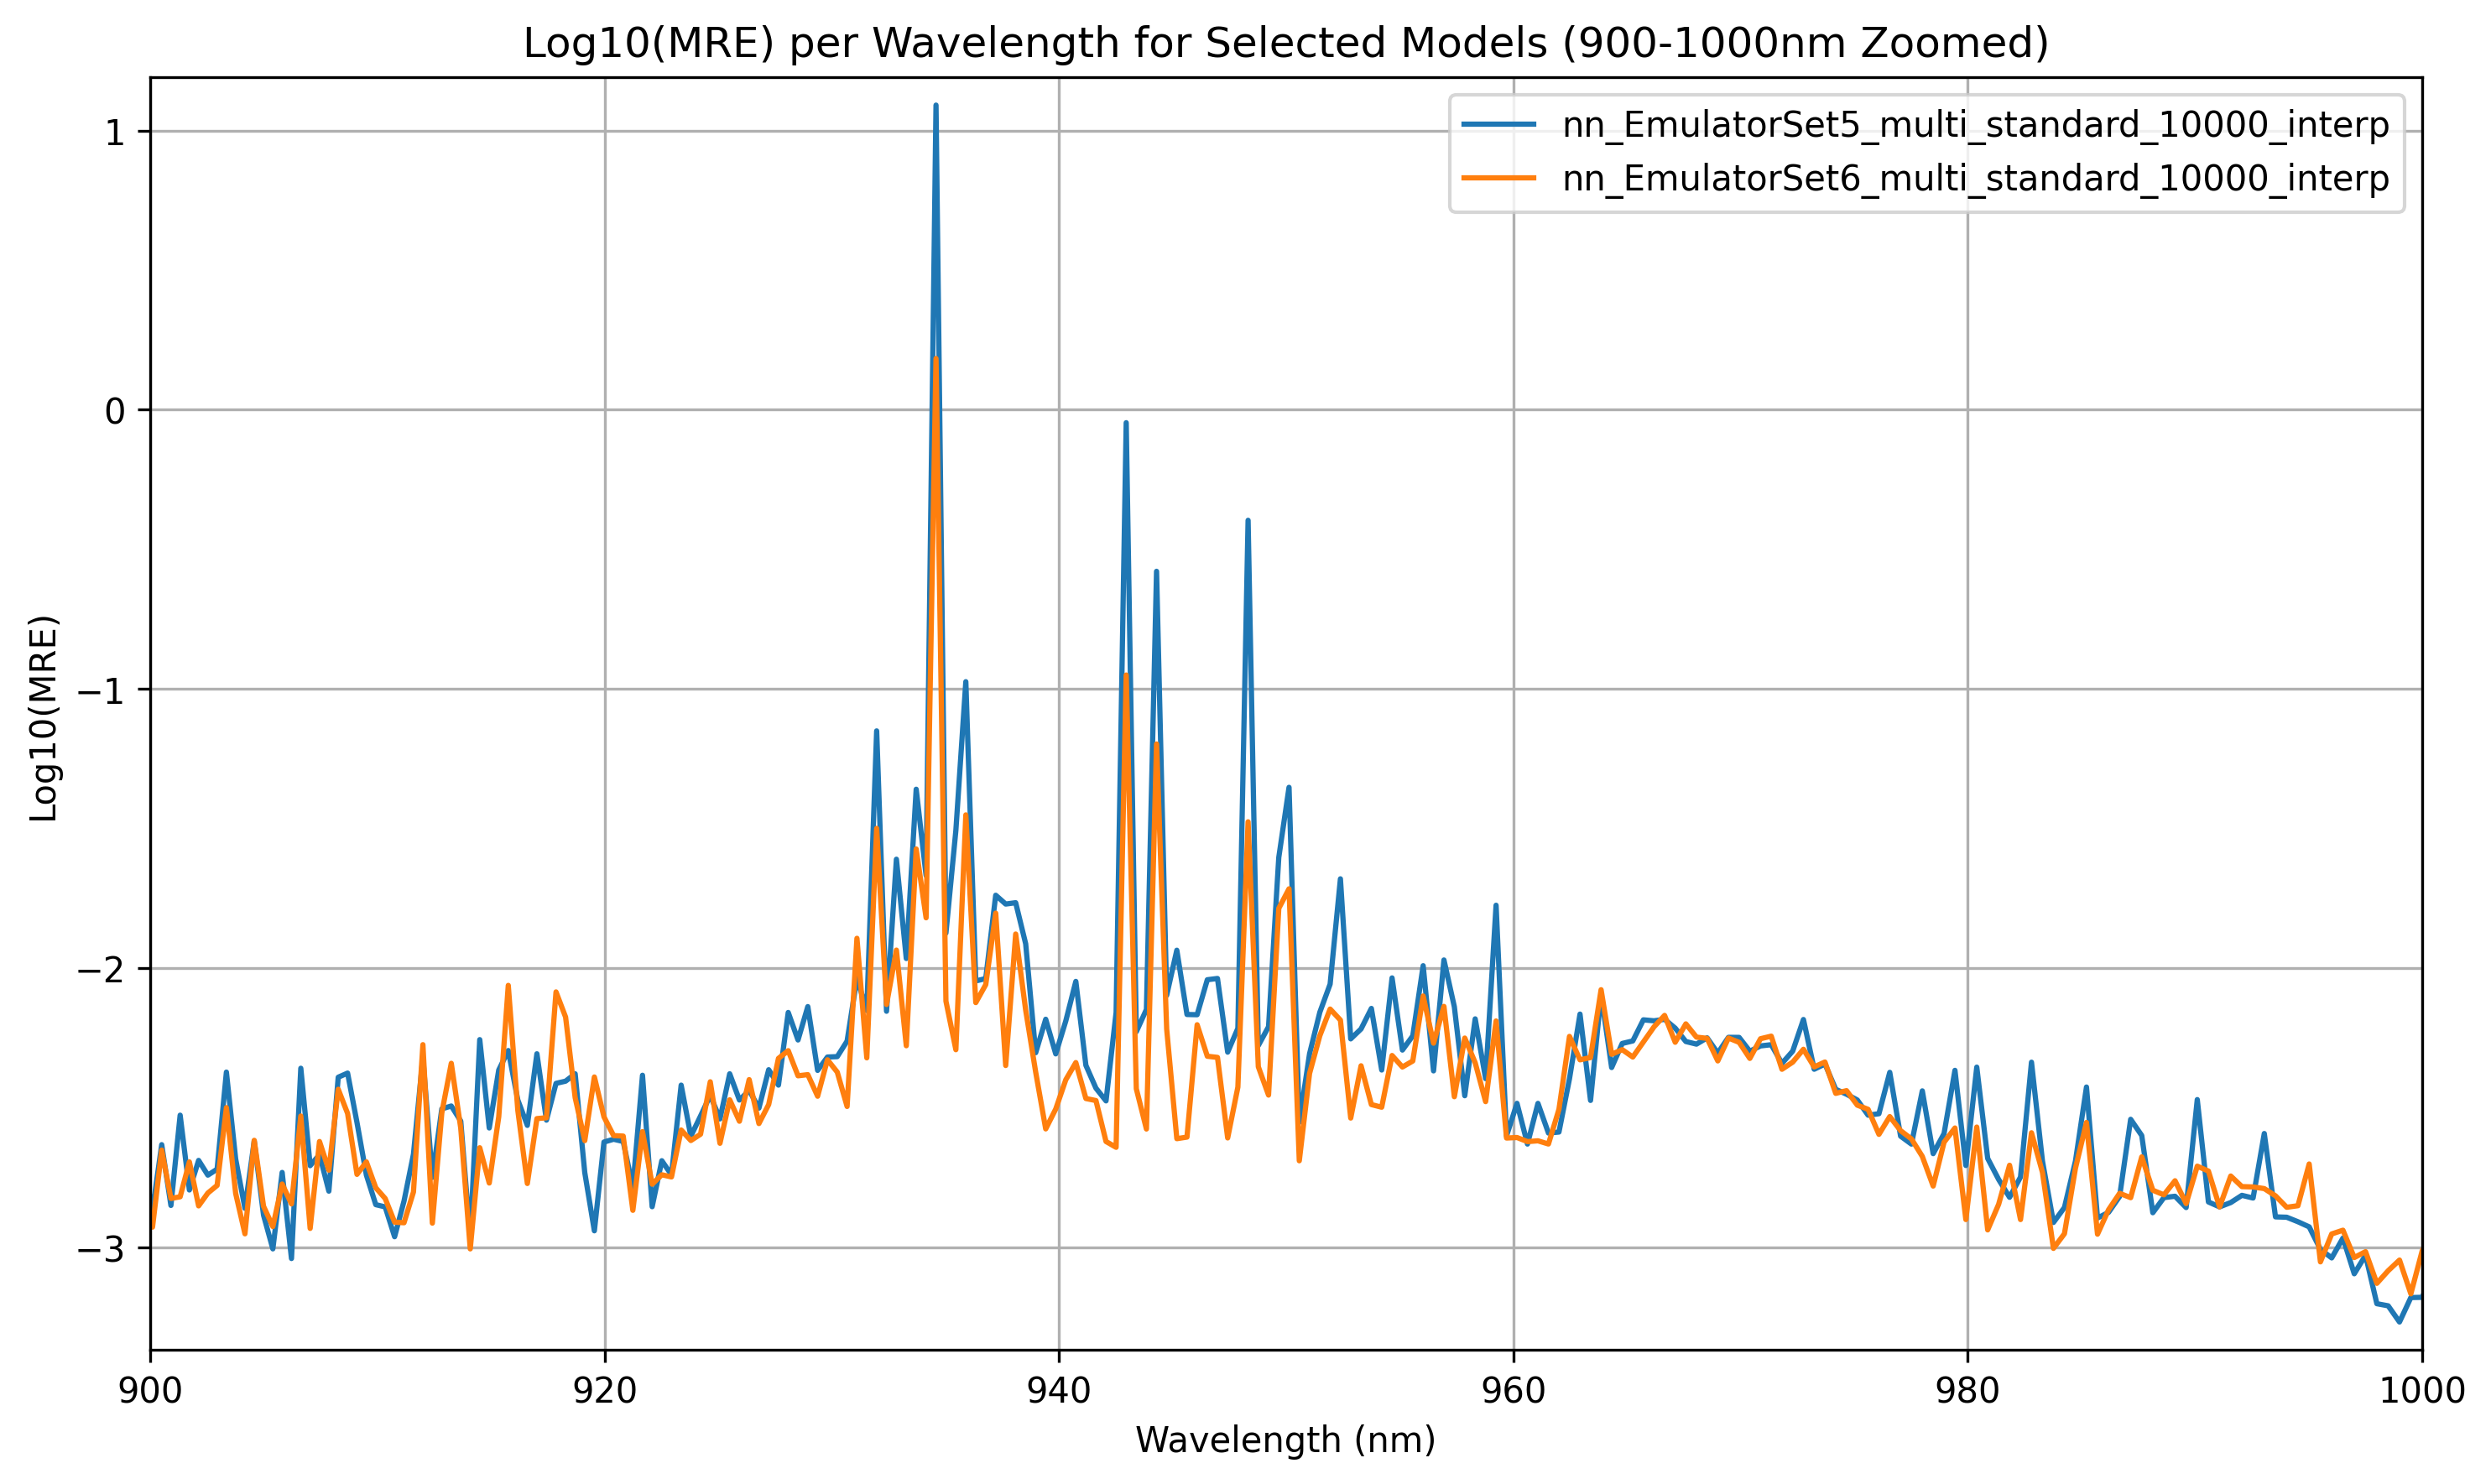 Log10(MRE) per Wavelength for Selected Models (900-1000nm Zoomed)
nn_EmulatorSet5_multi_standard_10000_interp
nn_EmulatorSet6_multi_standard_10000_interp
Log10(MRE)
1
0
−1
−2
−3
900 920 940 960 980 1000
Wavelength (nm)